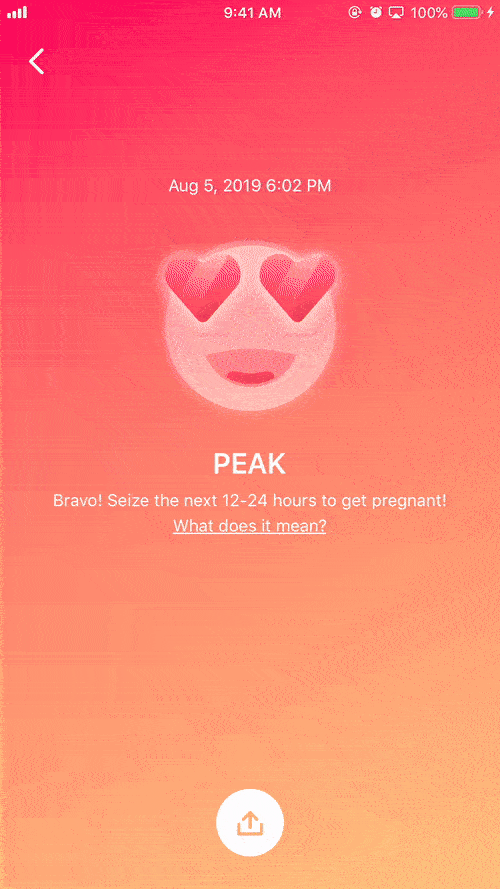 9:41 AM
100%
Aug 5, 2019 6:02 PM
PEAK
Bravo! Seize the next 12-24 hours to get pregnant!
What does it mean?